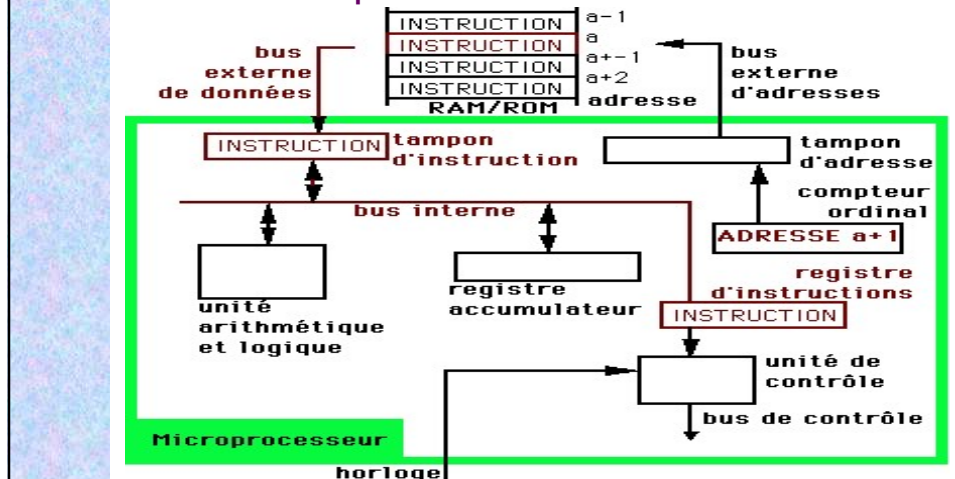 INSTRUCTION a-1
INSTRUCTION a
INSTRUCTION a+-1
INSTRUCTION a+2
RAM/ROM adresse
bus
externe
de données
bus
externe
d'adresses
INSTRUCTION
tampon
d'instruction
tampon
d'adresse
compteur
ordinal
bus interne
ADRESSE a+1
unité
arithmétique
et logique
registre
accumulateur
registre
d'instructions
INSTRUCTION
unité de
contrôle
bus de contrôle
Microprocesseur
horloge